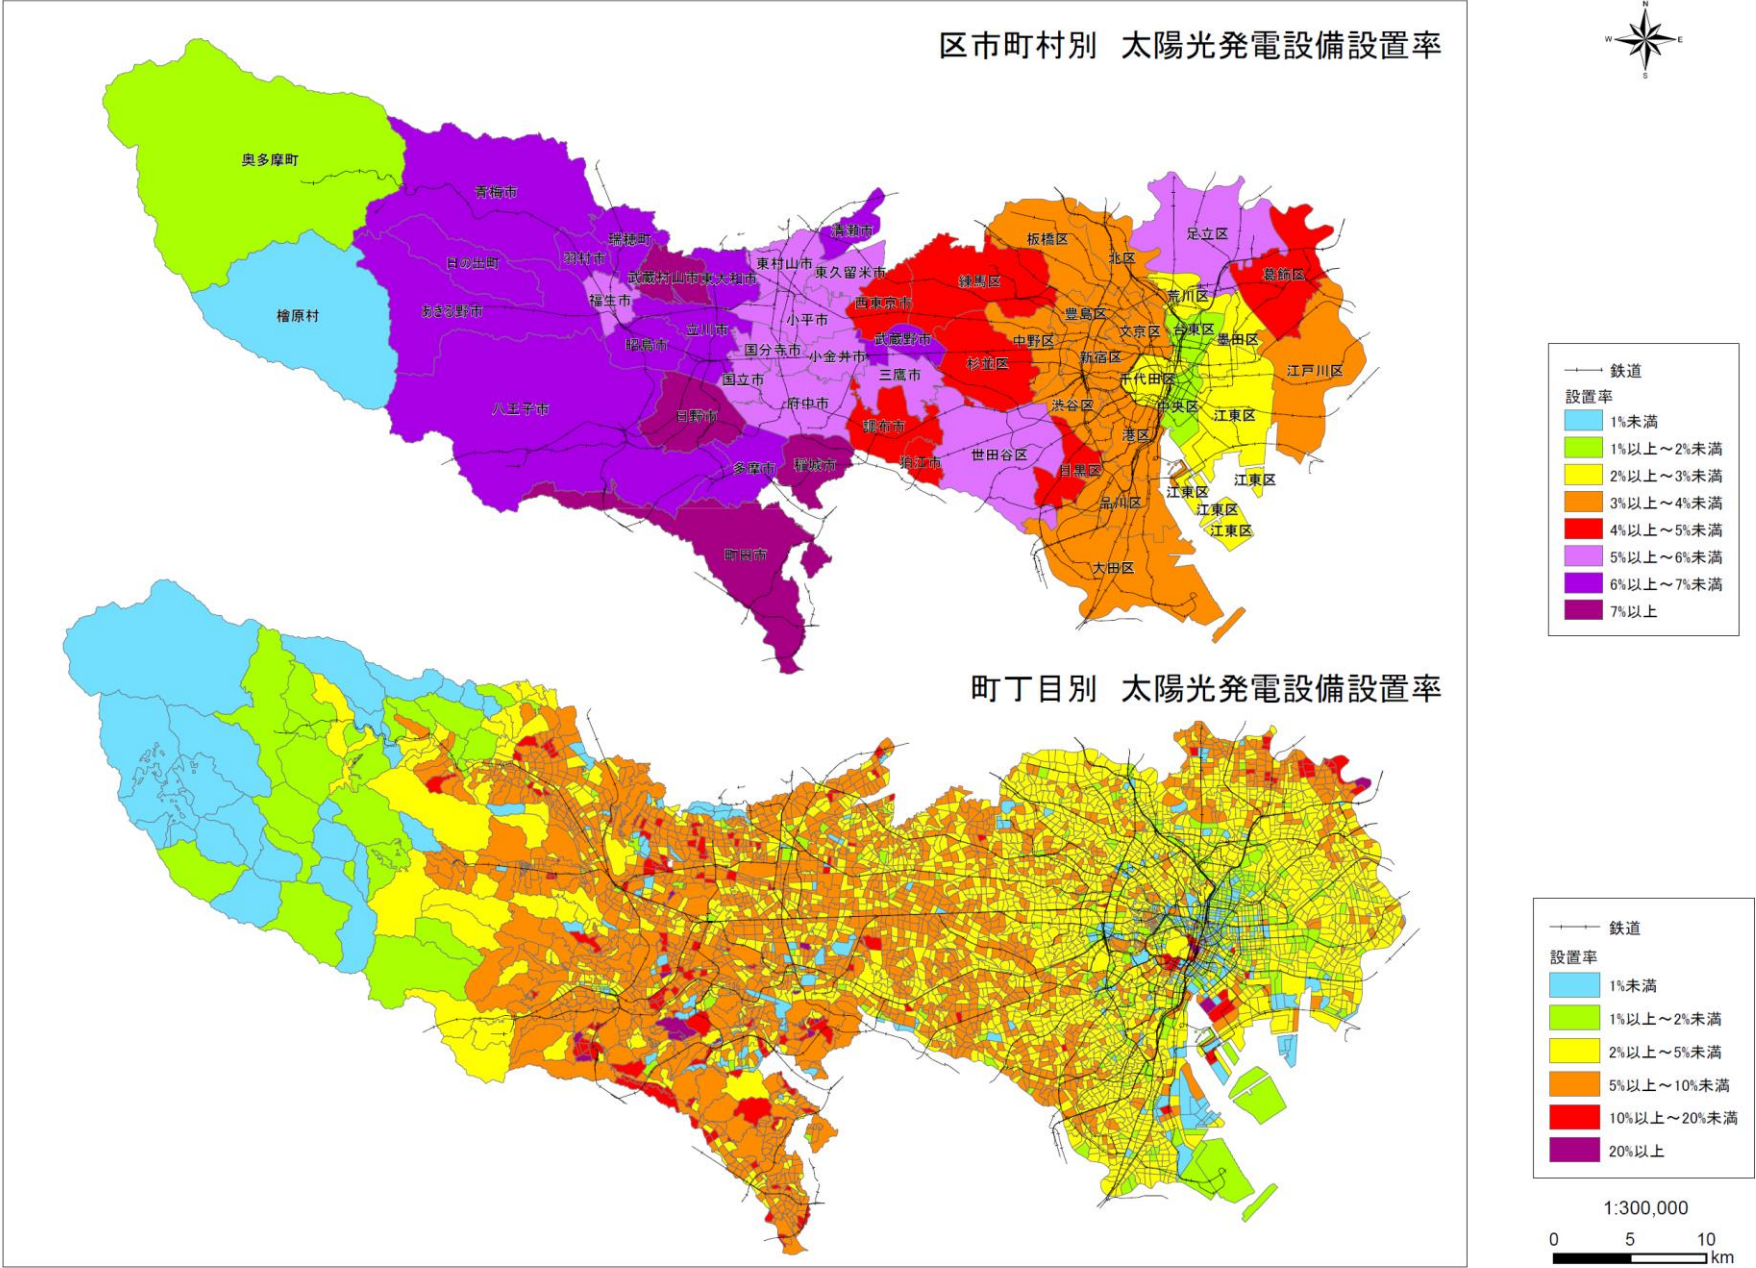 区市町村別 太陽光発電設備設置率
N
W
E
S
奥多摩町
檜原村
青梅市
瑞穂町
羽村市
日の出町
福生市
あきる野市
武蔵村山市
東大和市
東村山市
清瀬市
東久留米市
西東京市
立川市
昭島市
小平市
国分寺市
小金井市
武蔵野市
三鷹市
国立市
府中市
八王子市
日野市
調布市
狛江市
多摩市
稲城市
町田市
練馬区
板橋区
北区
足立区
葛飾区
荒川区
豊島区
文京区
台東区
墨田区
中野区
新宿区
杉並区
千代田区
江戸川区
渋谷区
中央区
江東区
港区
世田谷区
目黒区
江東区
江東区
品川区
江東区
江東区
大田区
鉄道
設置率
1%未満
1%以上～2%未満
2%以上～3%未満
3%以上～4%未満
4%以上～5%未満
5%以上～6%未満
6%以上～7%未満
7%以上
町丁目別 太陽光発電設備設置率
鉄道
設置率
1%未満
1%以上～2%未満
2%以上～5%未満
5%以上～10%未満
10%以上～20%未満
20%以上
1:300,000
0 5 10
km